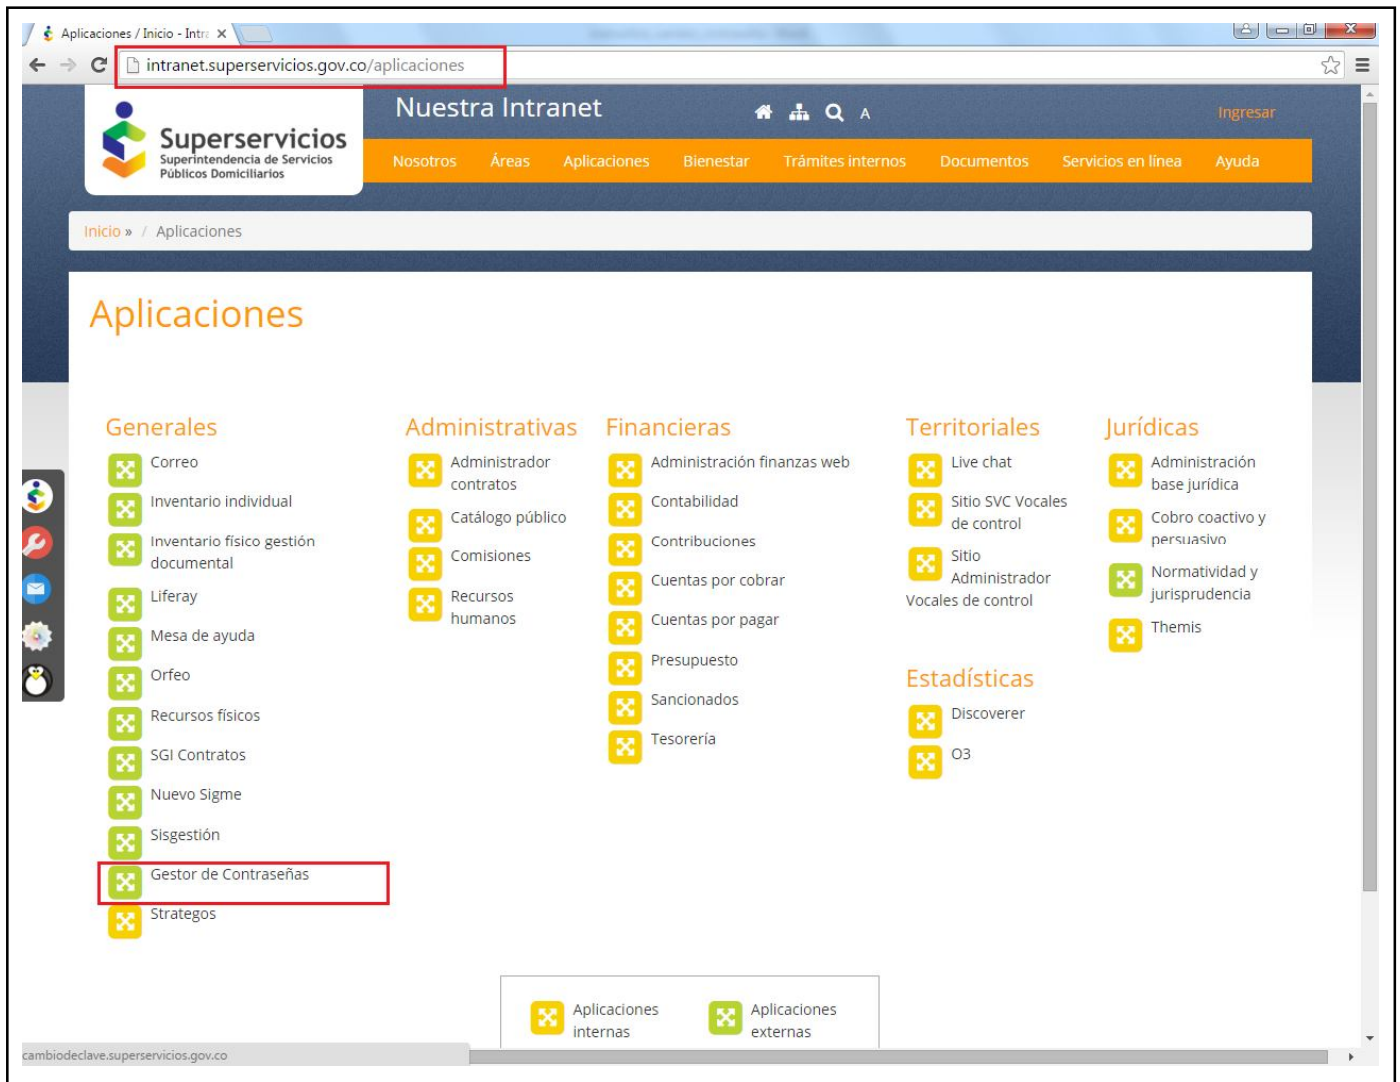 Aplicaciones / Inicio - Intra
intranet.superservicios.gov.co/aplicaciones
Superservicios
Superintendencia de Servicios
Públicos Domiciliarios
Nuestra Intranet
A
Ingresar
Nosotros Áreas Aplicaciones Bienestar Trámites internos Documentos Servicios en línea Ayuda
Inicio » / Aplicaciones
Aplicaciones
Generales
Correo
Inventario individual
Inventario físico gestión
documental
Liferay
Mesa de ayuda
Orfeo
Recursos físicos
SGI Contratos
Nuevo Sigme
Sisgestión
Gestor de Contraseñas
Strategos
Administrativas
Administrador
contratos
Catálogo público
Comisiones
Recursos
humanos
Financieras
Administración finanzas web
Contabilidad
Contribuciones
Cuentas por cobrar
Cuentas por pagar
Presupuesto
Sancionados
Tesorería
Territoriales
Live chat
Sitio SVC Vocales
de control
Sitio
Administrador
Vocales de control
Estadísticas
Discoverer
O3
Jurídicas
Administración
base jurídica
Cobro coactivo y
persuasivo
Normatividad y
jurisprudencia
Themis
Aplicaciones
internas
Aplicaciones
externas
cambiodeclave.superservicios.gov.co